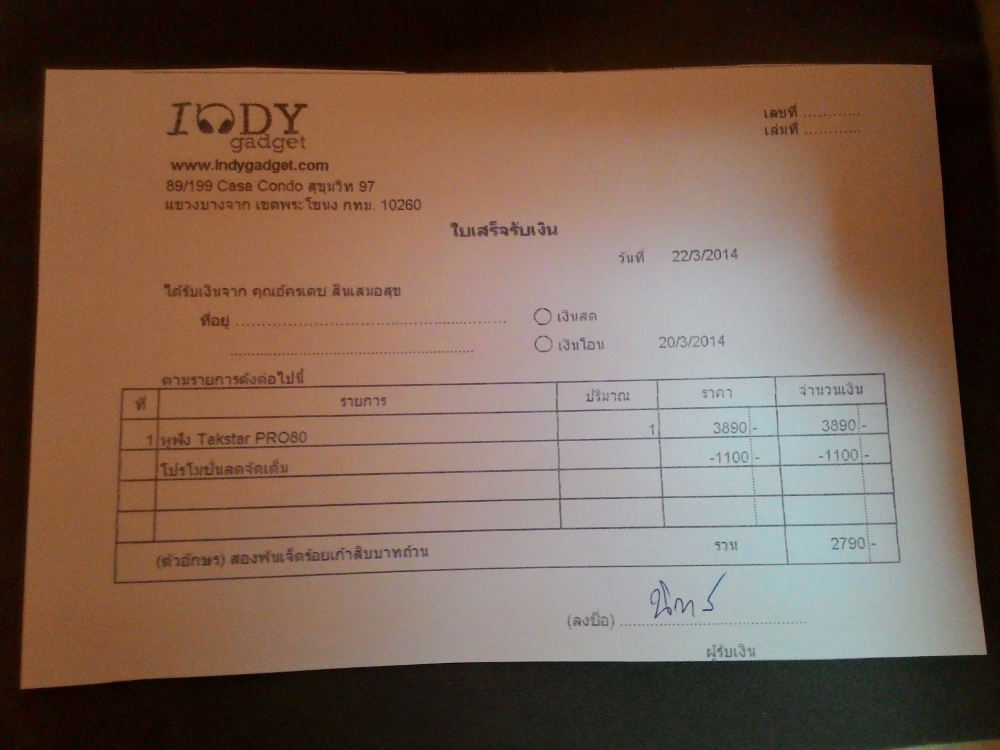 INDY
gadget
www.Indygadget.com
89/199 Casa Condo สุขุมวิท 97
แขวงบางจาก เขตพระโขนง กทม. 10260
เลขที่ ............
เล่มที่ ............
ใบเสร็จรับเงิน
วันที่ 22/3/2014
ได้รับเงินจาก คุณอัครเดช สินเสมอสุข
ที่อยู่ ......................................................
เงินสด
เงินโอน 20/3/2014
ตามรายการดังต่อไปนี้
ที่ รายการ ปริมาณ ราคา จำนวนเงิน
1 หูฟัง Takstar PRO80 1 3890 - 3890 -
โปรโมชั่นลดจัดเต็ม -1100 - -1100 -
(ตัวอักษร) สองพันเจ็ดร้อยเก้าสิบบาทถ้วน รวม 2790 -
(ลงชื่อ) ........................................
ผู้รับเงิน